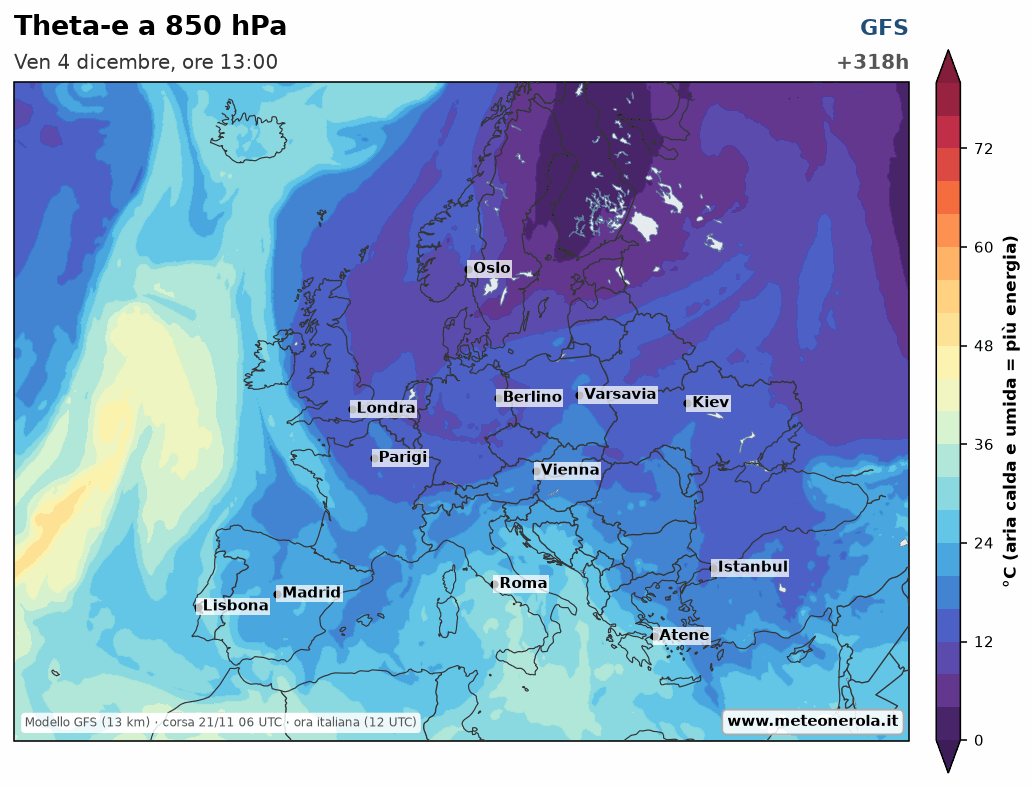 Theta-e a 850 hPa
GFS
Ven 4 dicembre, ore 13:00
+318h
72
60
48
36
24
12
0
°C (aria calda e umida = più energia)
Oslo
Londra
Berlino
Varsavia
Kiev
Parigi
Vienna
Istanbul
Roma
Madrid
Lisbona
Atene
Modello GFS (13 km) · corsa 21/11 06 UTC · ora italiana (12 UTC)
www.meteonerola.it